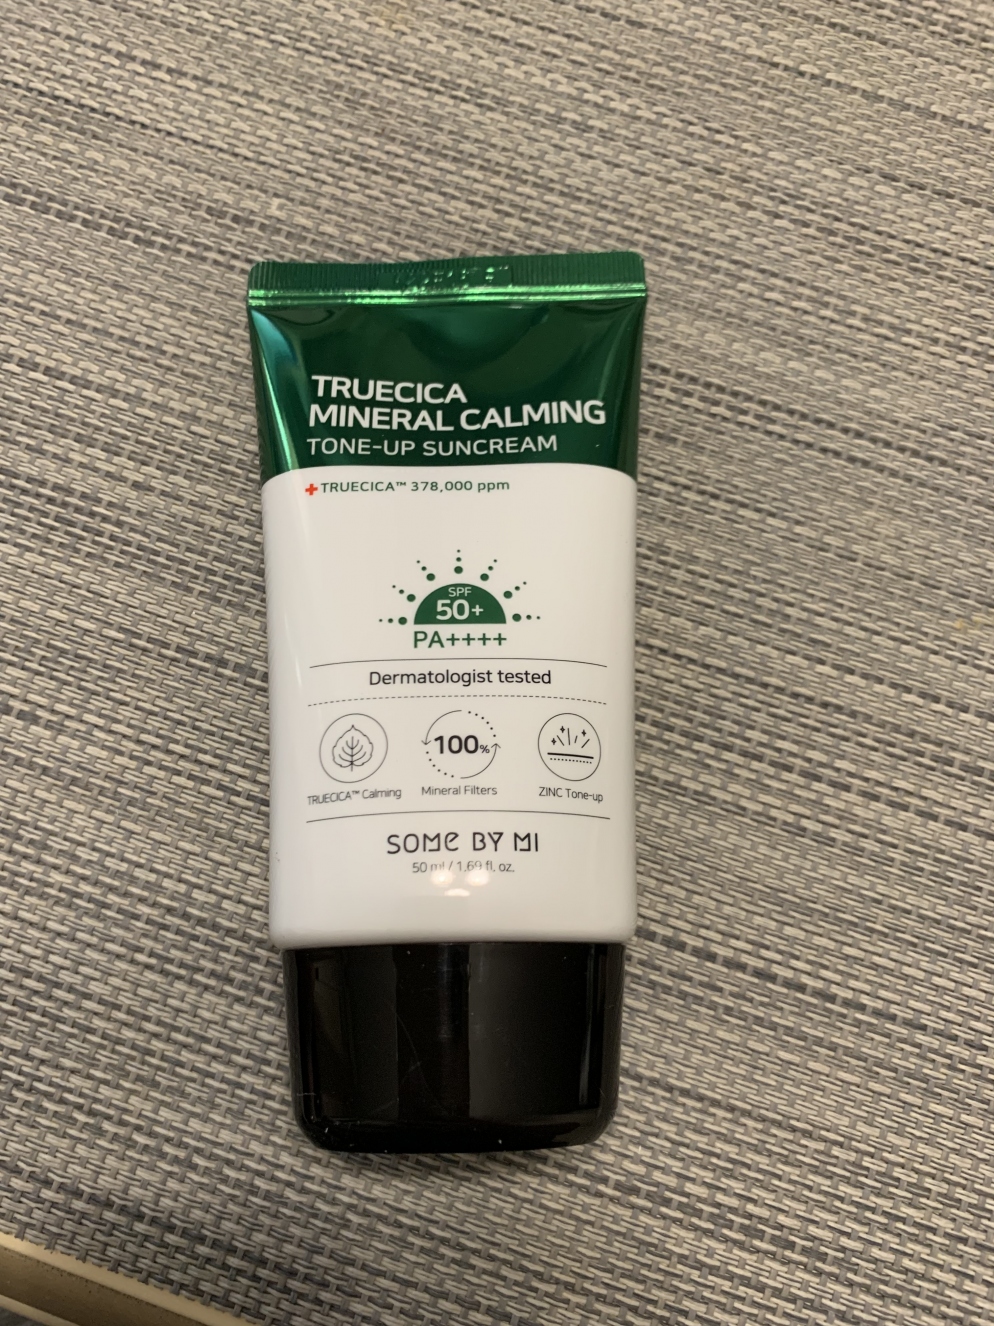 TRUECICA
MINERAL CALMING
TONE-UP SUNCREAM
TRUECICA™ 378,000 ppm
SPF
50+
PA++++
Dermatologist tested
100%
TRUECICA™ Calming
Mineral Filters
ZINC Tone-up
SOME BY MI
50 ml / 1.69 fl. oz.